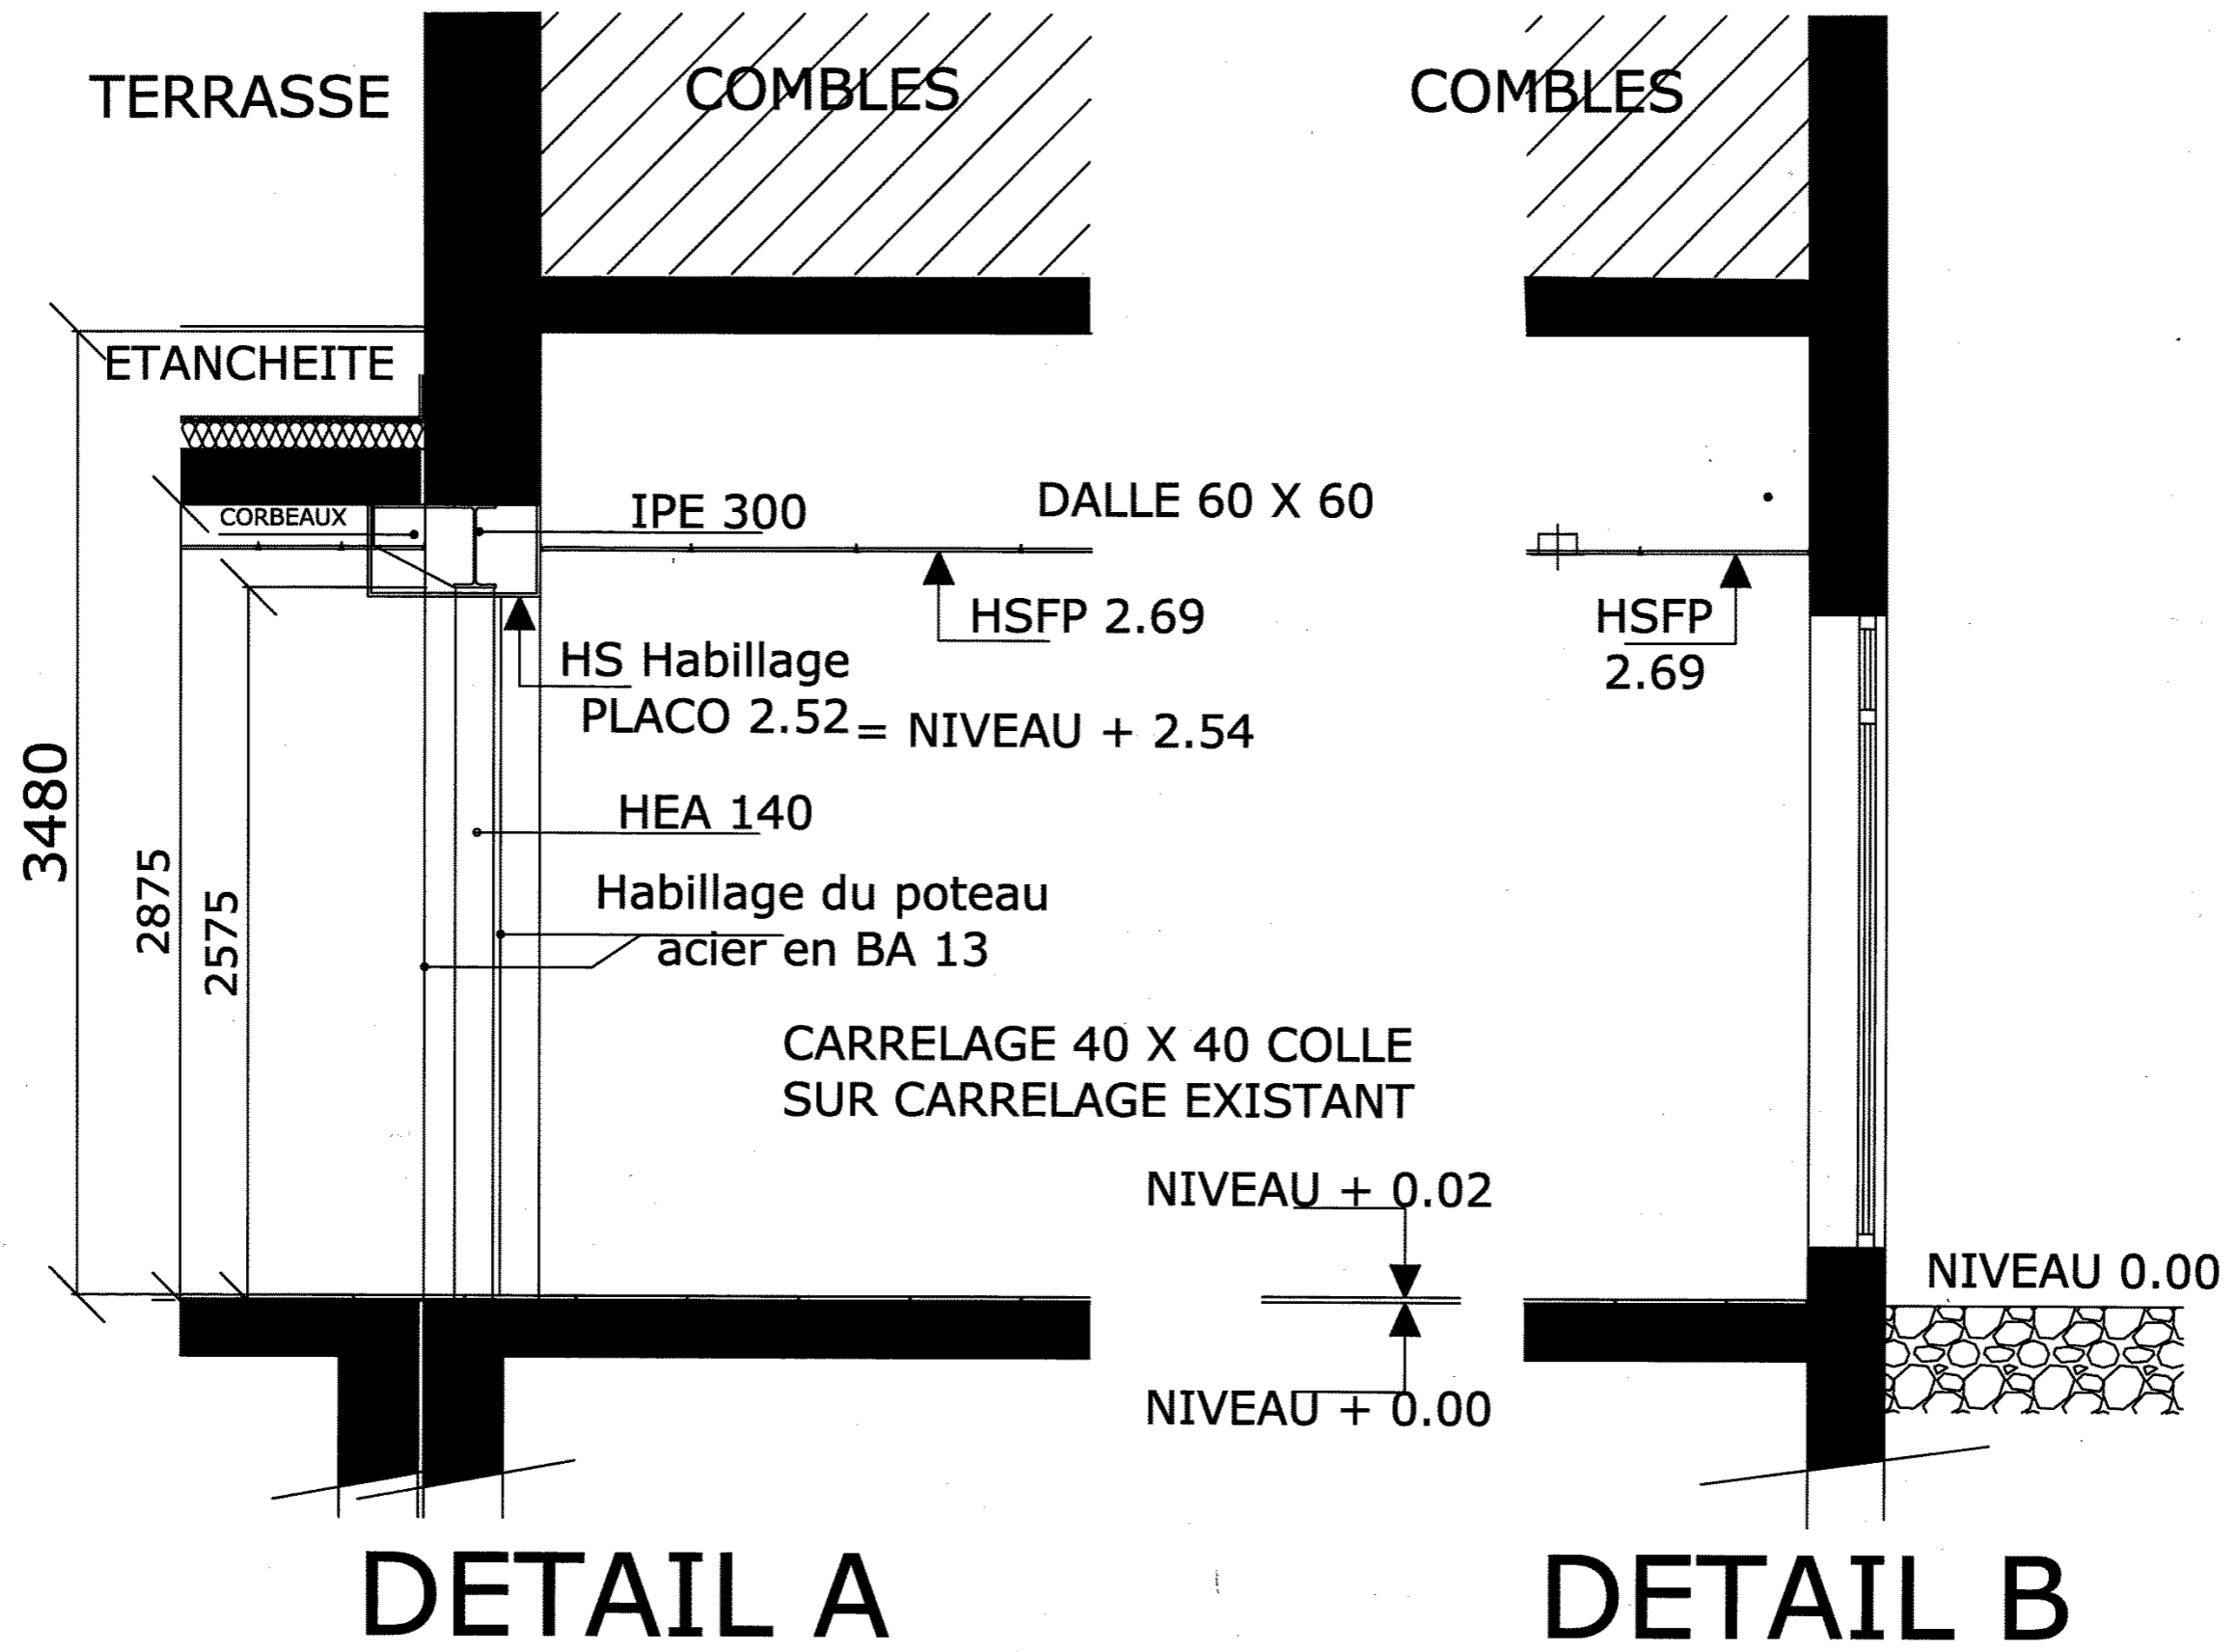 TERRASSE
COMBLES
COMBLES
ETANCHEITE
CORBEAUX
IPE 300
DALLE 60 X 60
HSFP 2.69
HSFP
2.69
HS Habillage
PLACO 2.52 = NIVEAU + 2.54
HEA 140
3480
2875
2575
Habillage du poteau
acier en BA 13
CARRELAGE 40 X 40 COLLE
SUR CARRELAGE EXISTANT
NIVEAU + 0.02
NIVEAU 0.00
NIVEAU + 0.00
DETAIL A
DETAIL B